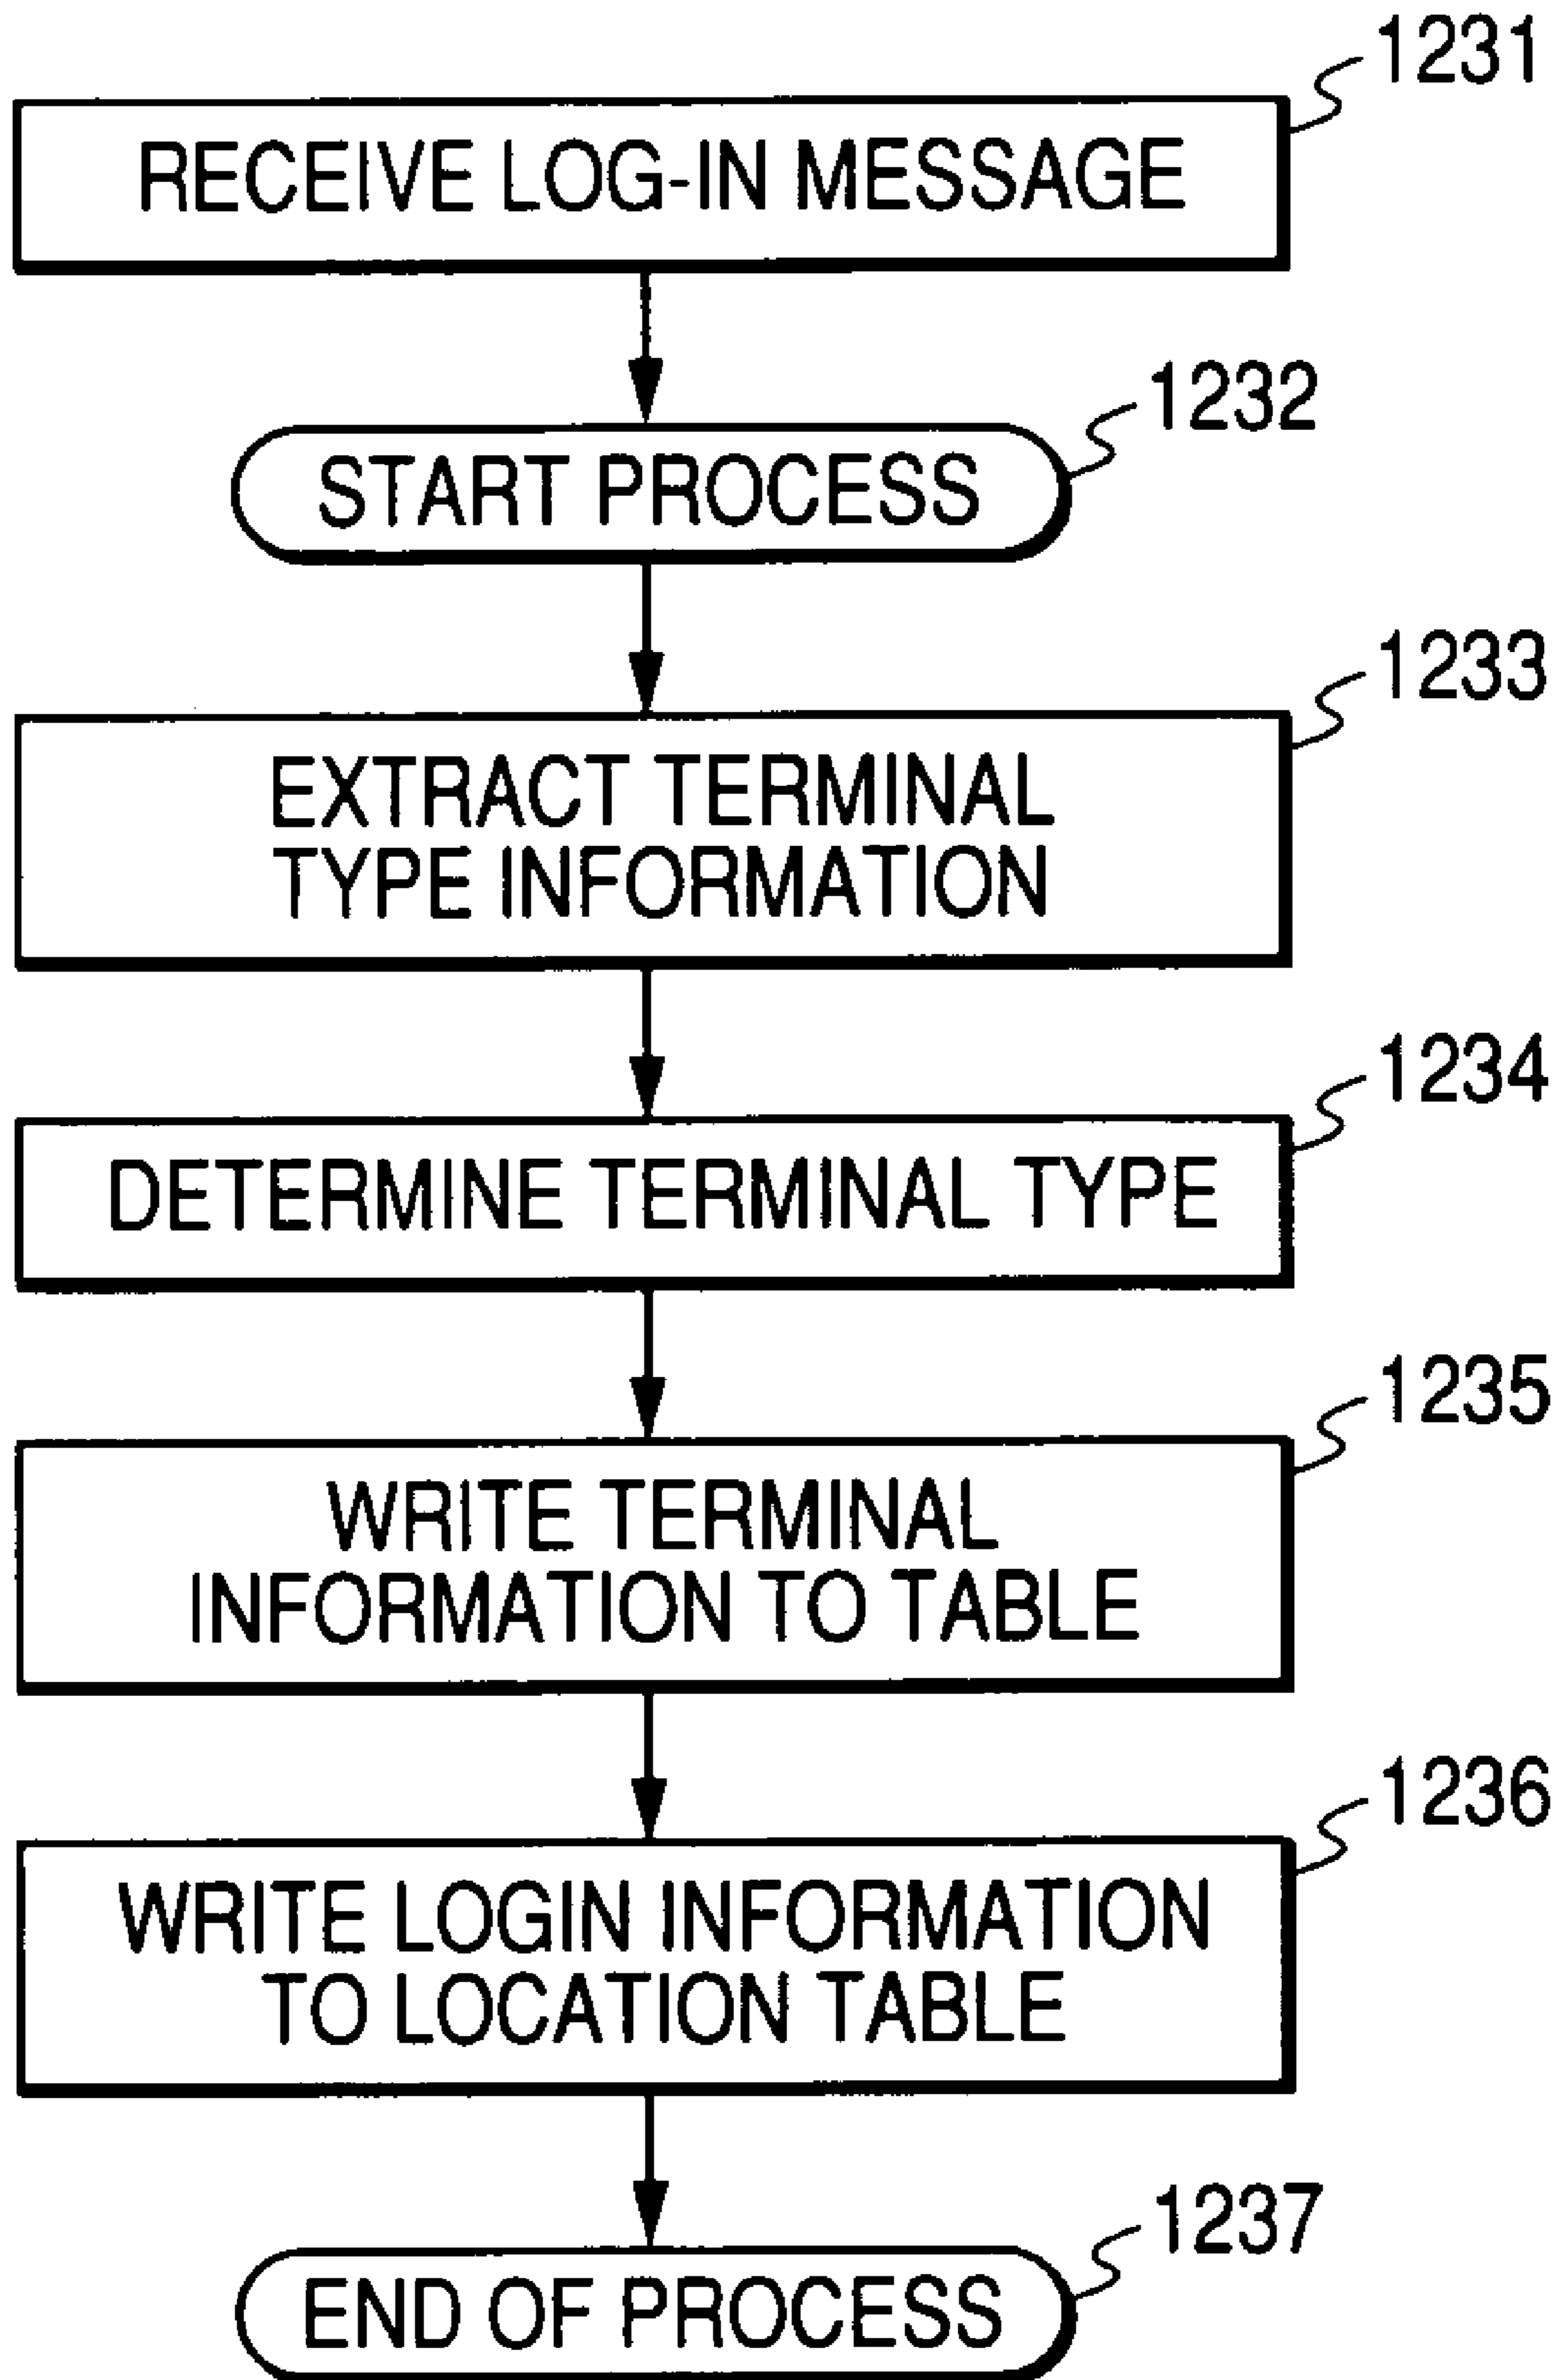 1231
RECEIVE LOG-IN MESSAGE
1232
START PROCESS
1233
EXTRACT TERMINAL
TYPE INFORMATION
1234
DETERMINE TERMINAL TYPE
1235
WRITE TERMINAL
INFORMATION TO TABLE
1236
WRITE LOGIN INFORMATION
TO LOCATION TABLE
1237
END OF PROCESS